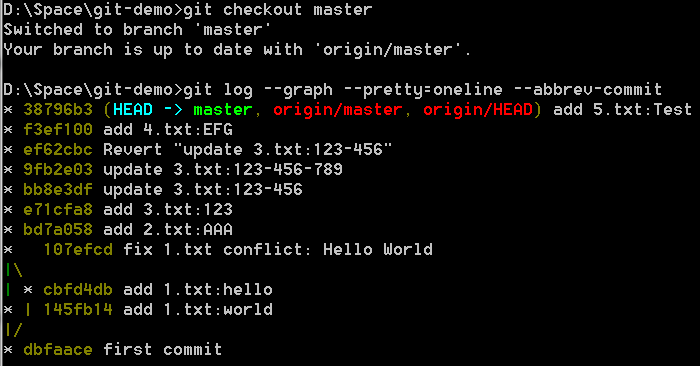 D:\Space\git-demo>git checkout master
Switched to branch 'master'
Your branch is up to date with 'origin/master'.

D:\Space\git-demo>git log --graph --pretty=oneline --abbrev-commit
* 38796b3 (HEAD -> master, origin/master, origin/HEAD) add 5.txt:Test
* f3ef100 add 4.txt:EFG
* ef62cbc Revert "update 3.txt:123-456"
* 9fb2e03 update 3.txt:123-456-789
* bb8e3df update 3.txt:123-456
* e71cfa8 add 3.txt:123
* bd7a058 add 2.txt:AAA
*   107efcd fix 1.txt conflict: Hello World
|\
| * cbfd4db add 1.txt:hello
* | 145fb14 add 1.txt:world
|/
* dbfaace first commit